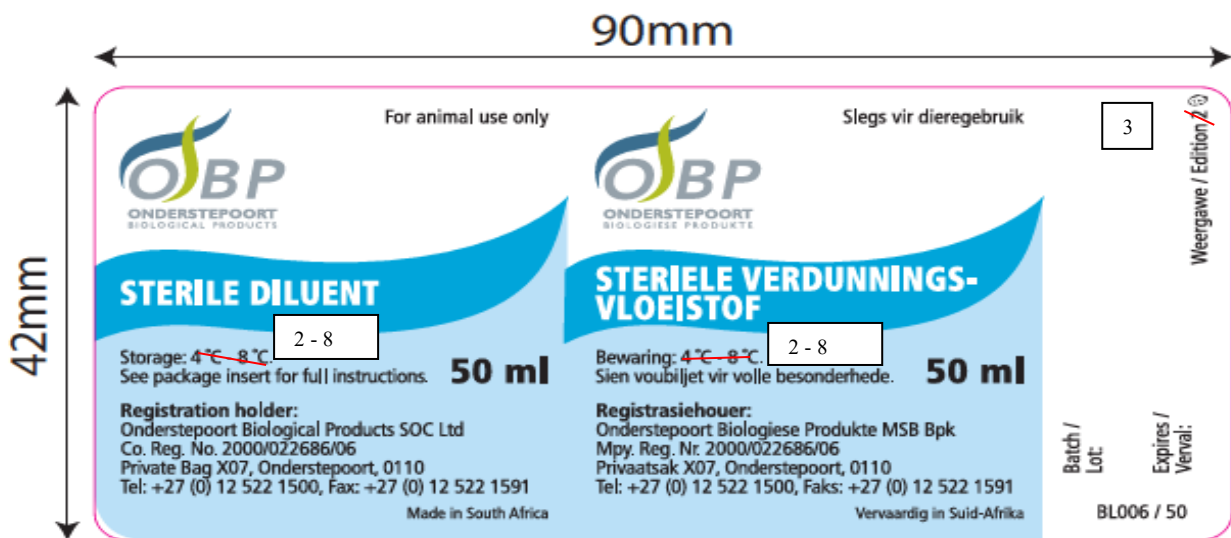 90mm
42mm
OBP
ONDERSTEPOORT
BIOLOGICAL PRODUCTS
For animal use only
STERILE DILUENT
2 - 8
Storage: 4 °C - 8 °C.
See package insert for full instructions.
50 ml
Registration holder:
Onderstepoort Biological Products SOC Ltd
Co. Reg. No. 2000/022686/06
Private Bag X07, Onderstepoort, 0110
Tel: +27 (0) 12 522 1500, Fax: +27 (0) 12 522 1591
Made in South Africa
OBP
ONDERSTEPOORT
BIOLOGIESE PRODUKTE
Slegs vir dieregebruik
STERIELE VERDUNNINGS-
VLOEISTOF
2 - 8
Bewaring: 4 °C - 8 °C.
Sien voubiljet vir volle besonderhede.
50 ml
Registrasiehouer:
Onderstepoort Biologiese Produkte MSB Bpk
Mpy. Reg. Nr. 2000/022686/06
Privaatsak X07, Onderstepoort, 0110
Tel: +27 (0) 12 522 1500, Faks: +27 (0) 12 522 1591
Vervaardig in Suid-Afrika
3
Weergawe / Edition 2
Batch /
Lot:
Expires /
Verval:
BL006 / 50